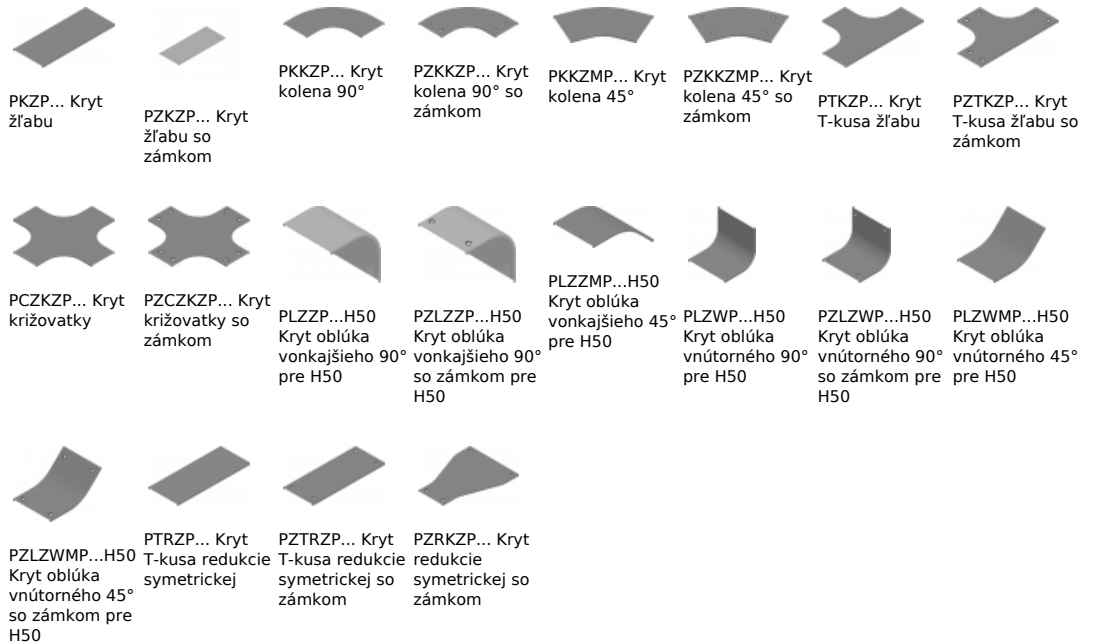 PKZP... Kryt
žľabu
PZKZP... Kryt
žľabu so
zámkom
PKKZP... Kryt
kolena 90°
PZKKZP... Kryt
kolena 90° so
zámkom
PKKZMP... Kryt
kolena 45°
PZKKZMP... Kryt
kolena 45° so
zámkom
PTKZP... Kryt
T-kusa žľabu
PZTKZP... Kryt
T-kusa žľabu so
zámkom
PCZKZP... Kryt
križovatky
PZCZKZP... Kryt
križovatky so
zámkom
PLZZP...H50
Kryt oblúka
vonkajšieho 90°
pre H50
PZLZZP...H50
Kryt oblúka
vonkajšieho 90°
so zámkom pre
H50
PLZZMP...H50
Kryt oblúka
vonkajšieho 45°
pre H50
PLZWP...H50
Kryt oblúka
vnútorného 90°
pre H50
PZLZWP...H50
Kryt oblúka
vnútorného 90°
so zámkom pre
H50
PLZWMP...H50
Kryt oblúka
vnútorného 45°
pre H50
PZLZWMP...H50
Kryt oblúka
vnútorného 45°
so zámkom pre
H50
PTRZP... Kryt
T-kusa redukcie
symetrickej
PZTRZP... Kryt
T-kusa redukcie
symetrickej so
zámkom
PZRKZP... Kryt
redukcie
symetrickej so
zámkom